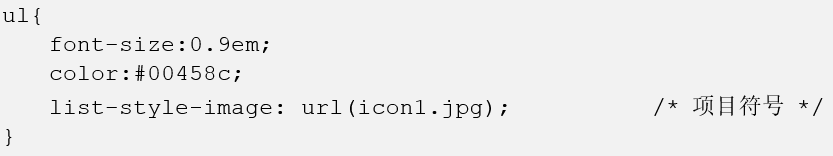 ul{
    font-size:0.9em;
    color:#00458c;
    list-style-image: url(icon1.jpg);            /* 项目符号 */
}